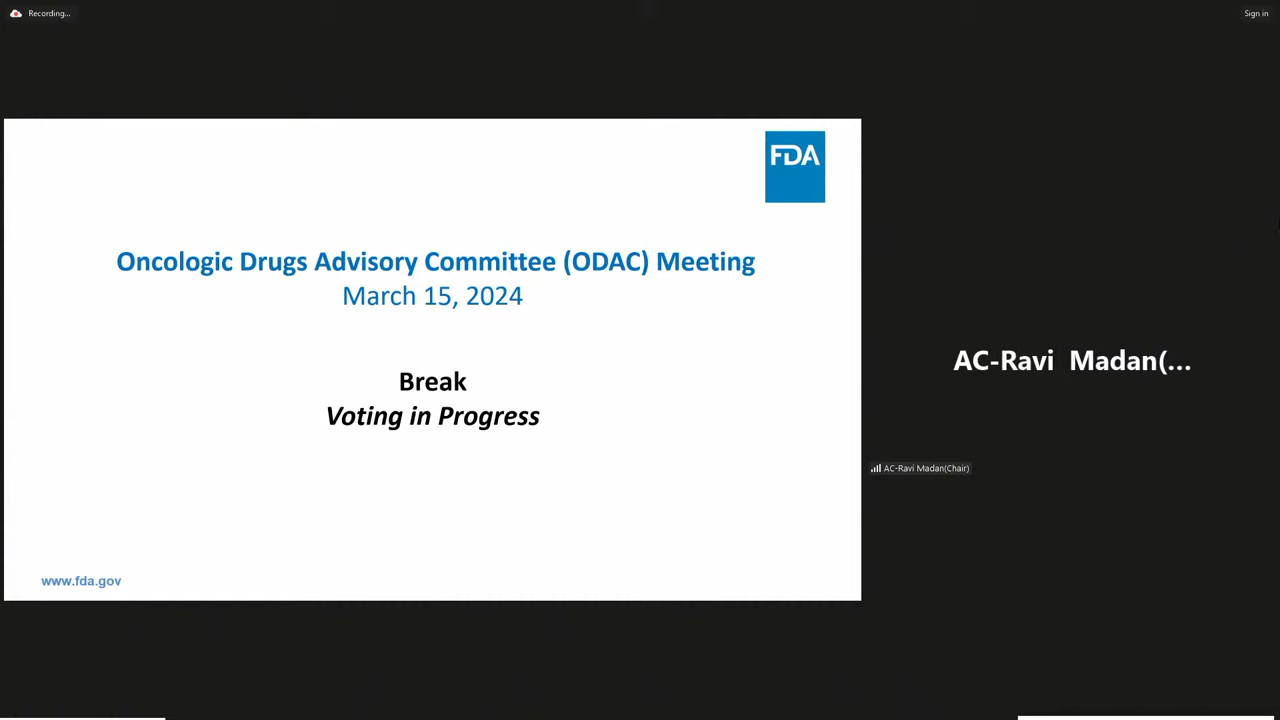 Recording...
Sign in
FDA
Oncologic Drugs Advisory Committee (ODAC) Meeting
March 15, 2024
Break
Voting in Progress
www.fda.gov
AC-Ravi Madan(...
AC-Ravi Madan(Chair)